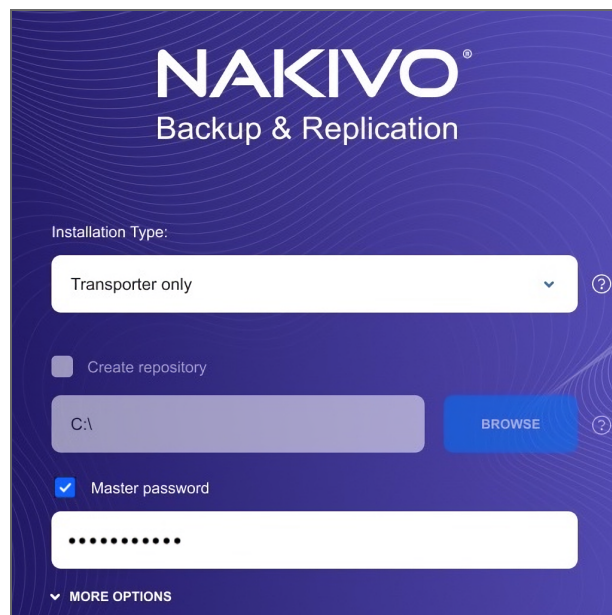 NAKIVO®
Backup & Replication
Installation Type:
Transporter only
?
Create repository
C:\
BROWSE
?
Master password
•••••••••••
MORE OPTIONS